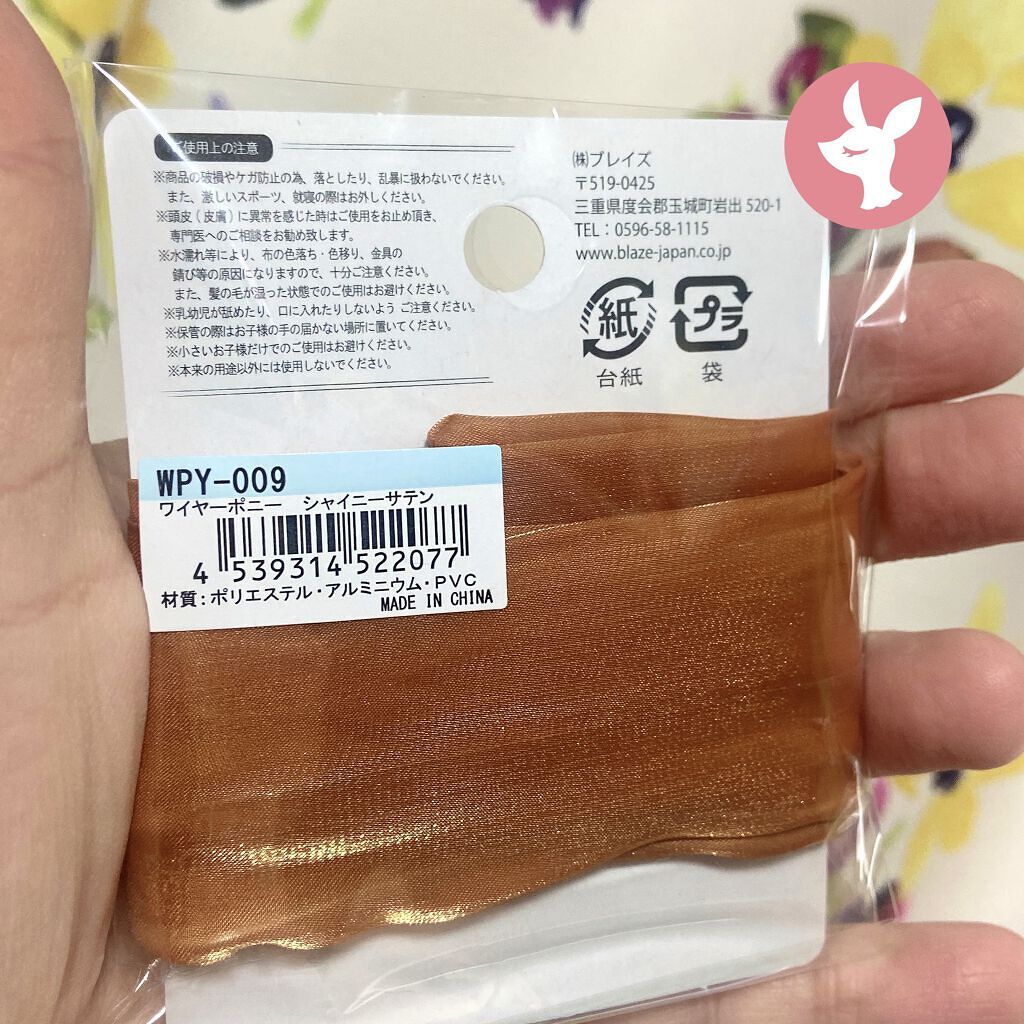 ご使用上の注意
※商品の破損やケガ防止の為、落としたり、乱暴に扱わないでください。
また、激しいスポーツ、就寝の際はお外しください。
※頭皮(皮膚)に異常を感じた時はご使用をお止め頂き、
専門医へのご相談をお勧め致します。
※水濡れ等により、布の色落ち・色移り、金具の
錆び等の原因になりますので、十分ご注意ください。
また、髪の毛が湿った状態でのご使用はお避けください。
※乳幼児が舐めたり、口に入れたりしないよう ご注意ください。
※保管の際はお子様の手の届かない場所に置いてください。
※小さいお子様だけでのご使用はお避けください。
※本来の用途以外には使用しないでください。
㈱ブレイズ
〒519-0425
三重県度会郡玉城町岩出 520-1
TEL:0596-58-1115
www.blaze-japan.co.jp
紙 プラ
台紙 袋
WPY-009
ワイヤーポニー シャイニーサテン
4 539314 522077
材質:ポリエステル・アルミニウム・PVC
MADE IN CHINA